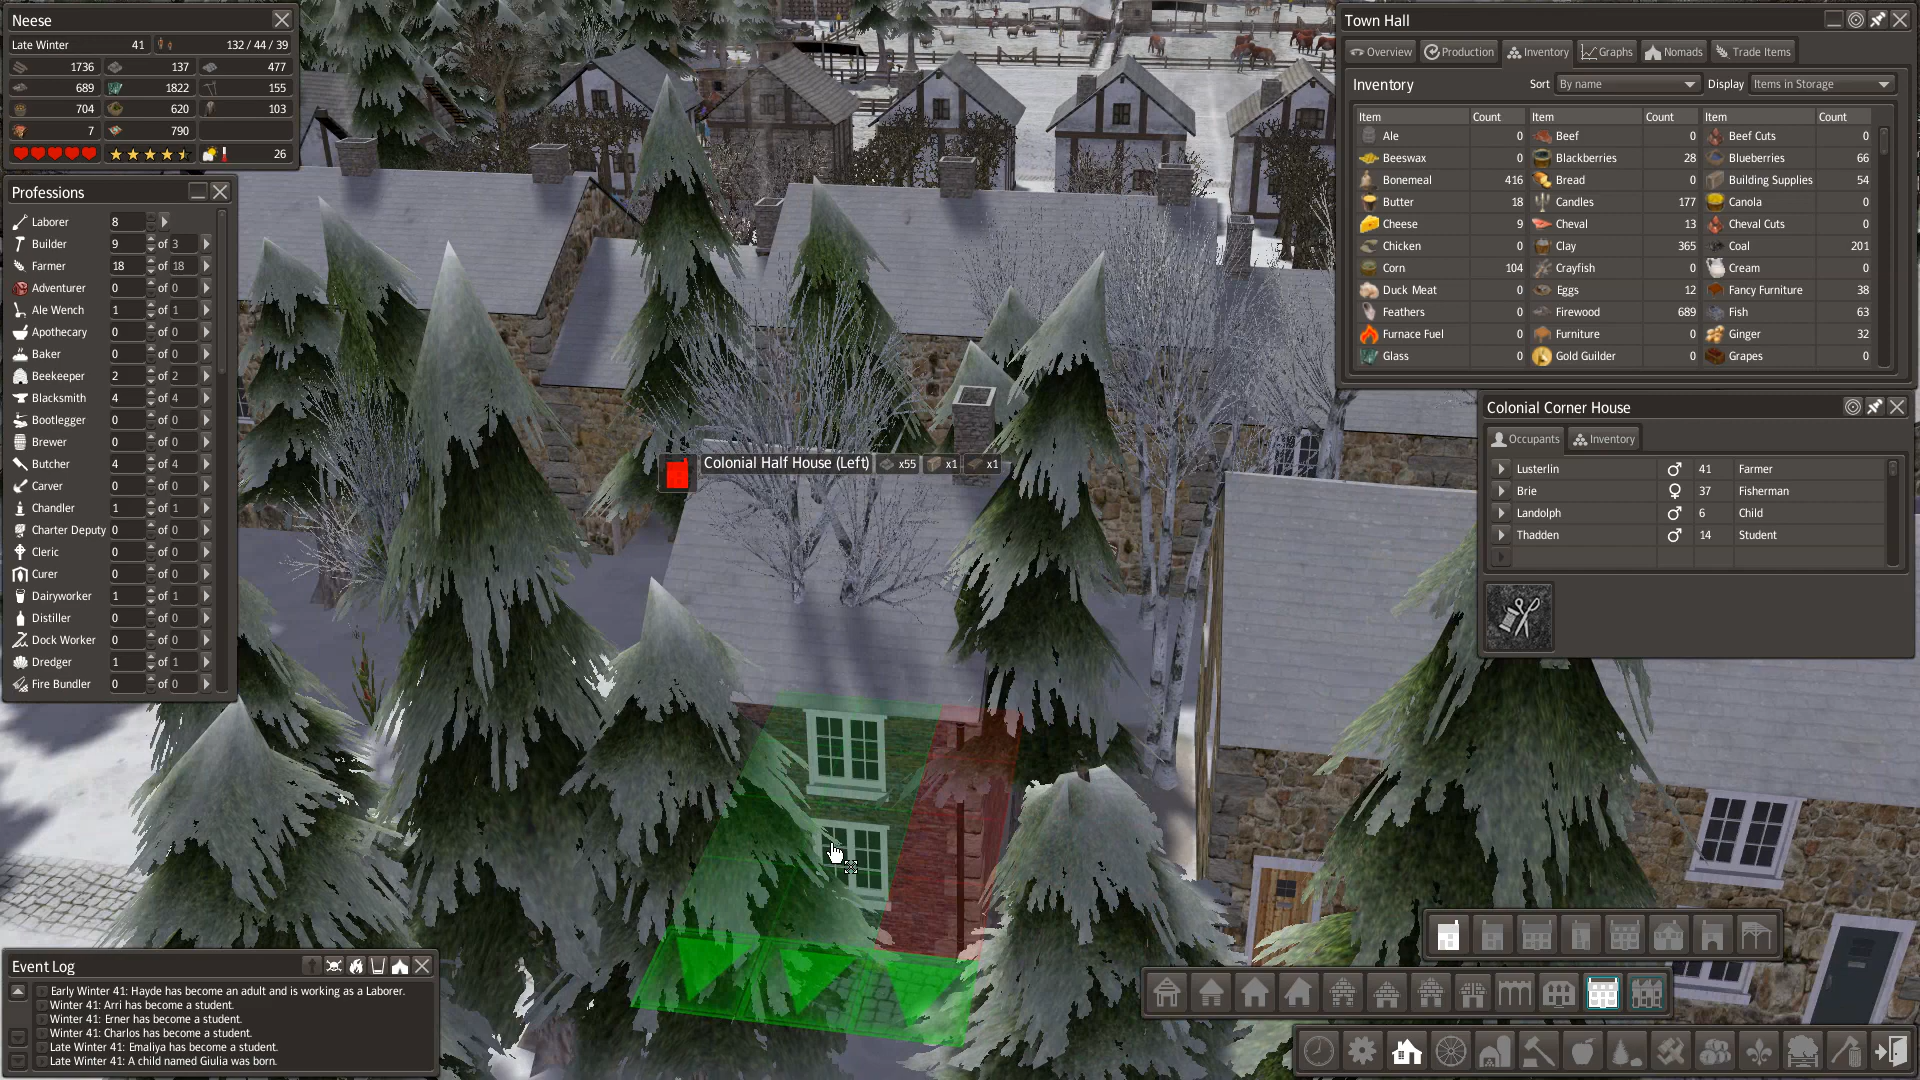 Neese
Late Winter 41 132 / 44 / 39
1736 137 477
689 1822 155
704 620 103
7 790
26
Professions
Laborer 8
Builder 9 of 3
Farmer 18 of 18
Adventurer 0 of 0
Ale Wench 1 of 1
Apothecary 0 of 0
Baker 0 of 0
Beekeeper 2 of 2
Blacksmith 4 of 4
Bootlegger 0 of 0
Brewer 0 of 0
Butcher 4 of 4
Carver 0 of 0
Chandler 1 of 1
Charter Deputy 0 of 0
Cleric 0 of 0
Curer 0 of 0
Dairyworker 1 of 1
Distiller 0 of 0
Dock Worker 0 of 0
Dredger 1 of 1
Fire Bundler 0 of 0
Event Log
Early Winter 41: Hayde has become an adult and is working as a Laborer.
Winter 41: Arri has become a student.
Winter 41: Erner has become a student.
Winter 41: Charlos has become a student.
Late Winter 41: Emaliya has become a student.
Late Winter 41: A child named Giulia was born.
Colonial Half House (Left) x55 x1 x1
Town Hall
Overview Production Inventory Graphs Nomads Trade Items
Inventory Sort By name Display Items in Storage
Item Count Item Count Item Count
Ale 0 Beef 0 Beef Cuts 0
Beeswax 0 Blackberries 28 Blueberries 66
Bonemeal 416 Bread 0 Building Supplies 54
Butter 18 Candles 177 Canola 0
Cheese 9 Cheval 13 Cheval Cuts 0
Chicken 0 Clay 365 Coal 201
Corn 104 Crayfish 0 Cream 0
Duck Meat 0 Eggs 12 Fancy Furniture 38
Feathers 0 Firewood 689 Fish 63
Furnace Fuel 0 Furniture 0 Ginger 32
Glass 0 Gold Guilder 0 Grapes 0
Colonial Corner House
Occupants Inventory
Lusterlin 41 Farmer
Brie 37 Fisherman
Landolph 6 Child
Thadden 14 Student